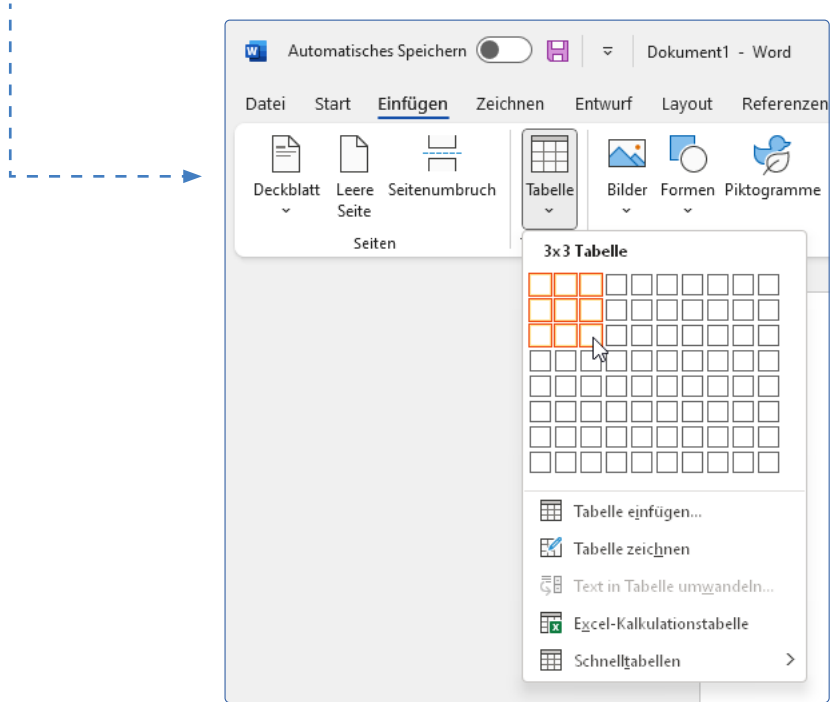 Automatisches Speichern Dokument1 - Word
Datei Start Einfügen Zeichnen Entwurf Layout Referenzen
Deckblatt Leere Seite Seitenumbruch Tabelle Bilder Formen Piktogramme
Seiten
3x3 Tabelle
Tabelle einfügen...
Tabelle zeichnen
Text in Tabelle umwandeln...
Excel-Kalkulationstabelle
Schnelltabellen